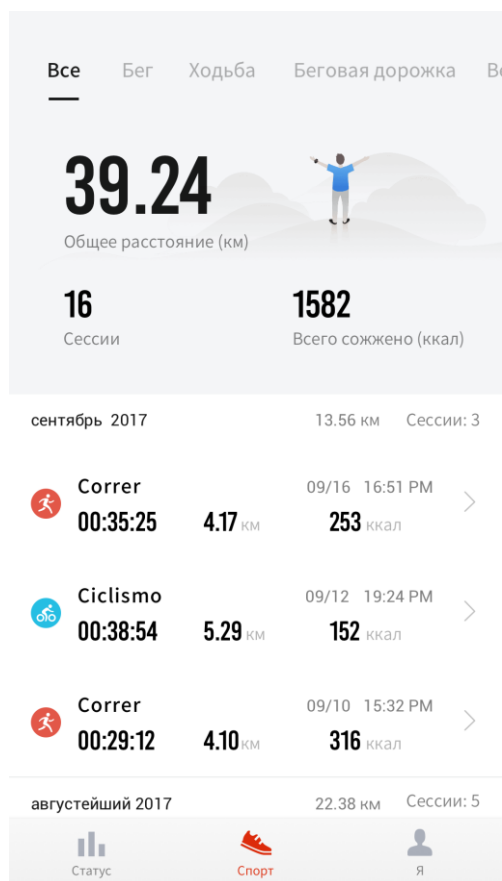 Все Бег Ходьба Беговая дорожка
39.24
Общее расстояние (км)
16 1582
Сессии Всего сожжено (ккал)
сентябрь 2017 13.56 км Сессии: 3
Correr 09/16 16:51 PM
00:35:25 4.17 км 253 ккал
Ciclismo 09/12 19:24 PM
00:38:54 5.29 км 152 ккал
Correr 09/10 15:32 PM
00:29:12 4.10 км 316 ккал
августейший 2017 22.38 км Сессии: 5
Статус Спорт Я